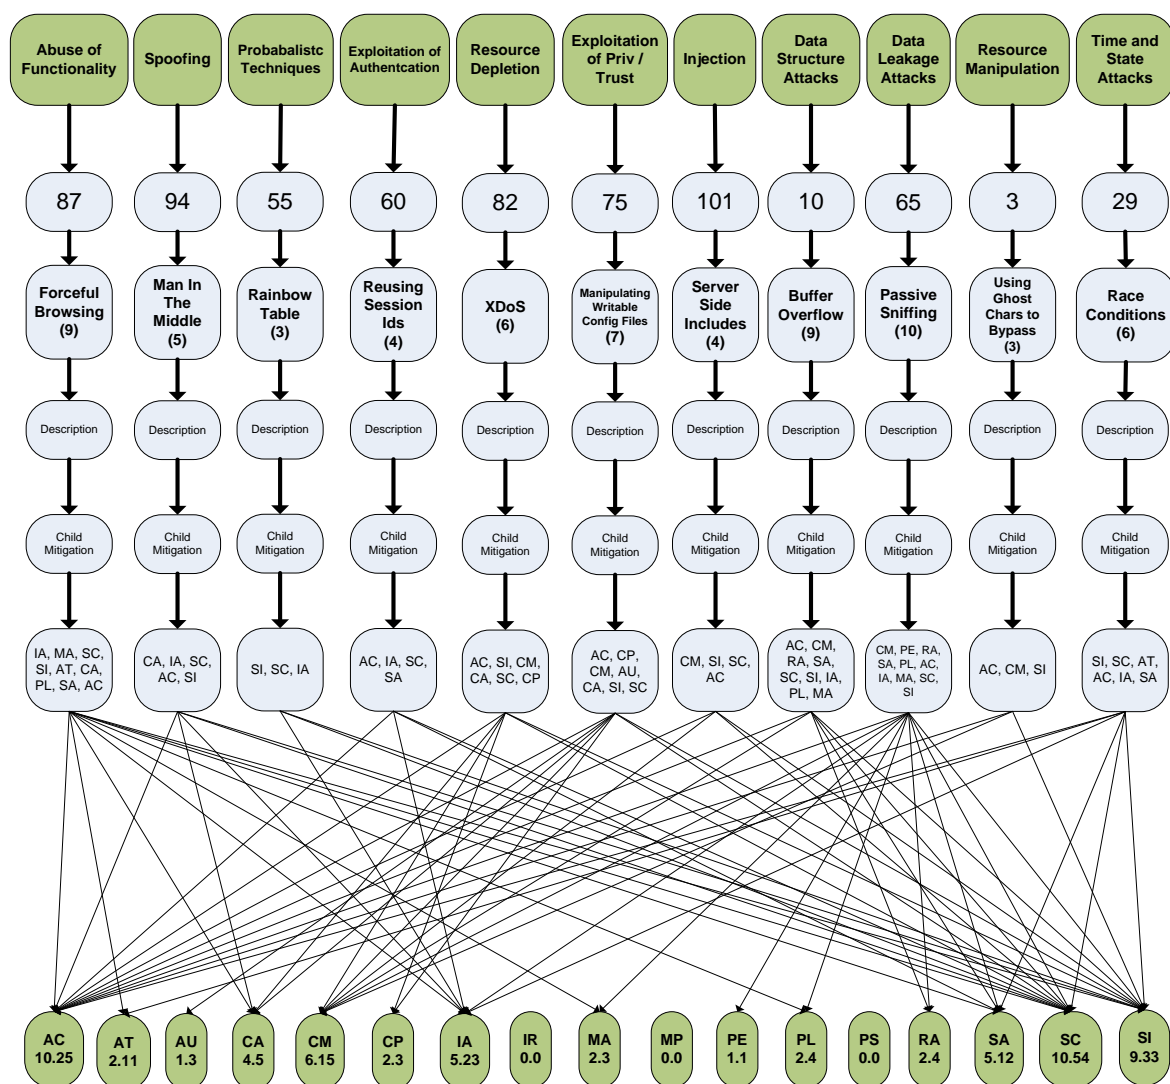 Abuse of
Functionality
Spoofing
Probabalistc
Techniques
Exploitation of
Authentcation
Resource
Depletion
Exploitation
of Priv /
Trust
Injection
Data
Structure
Attacks
Data
Leakage
Attacks
Resource
Manipulation
Time and
State
Attacks
87
94
55
60
82
75
101
10
65
3
29
Forceful
Browsing
(9)
Man In
The
Middle
(5)
Rainbow
Table
(3)
Reusing
Session
Ids
(4)
XDoS
(6)
Manipulating
Writable
Config Files
(7)
Server
Side
Includes
(4)
Buffer
Overflow
(9)
Passive
Sniffing
(10)
Using
Ghost
Chars to
Bypass
(3)
Race
Conditions
(6)
Description
Description
Description
Description
Description
Description
Description
Description
Description
Description
Description
Child
Mitigation
Child
Mitigation
Child
Mitigation
Child
Mitigation
Child
Mitigation
Child
Mitigation
Child
Mitigation
Child
Mitigation
Child
Mitigation
Child
Mitigation
Child
Mitigation
IA, MA, SC,
SI, AT, CA,
PL, SA, AC
CA, IA, SC,
AC, SI
SI, SC, IA
AC, IA, SC,
SA
AC, SI, CM,
CA, SC, CP
AC, CP,
CM, AU,
CA, SI, SC
CM, SI, SC,
AC
AC, CM,
RA, SA,
SC, SI, IA,
PL, MA
CM, PE, RA,
SA, PL, AC,
IA, MA, SC,
SI
AC, CM, SI
SI, SC, AT,
AC, IA, SA
AC
10.25
AT
2.11
AU
1.3
CA
4.5
CM
6.15
CP
2.3
IA
5.23
IR
0.0
MA
2.3
MP
0.0
PE
1.1
PL
2.4
PS
0.0
RA
2.4
SA
5.12
SC
10.54
SI
9.33